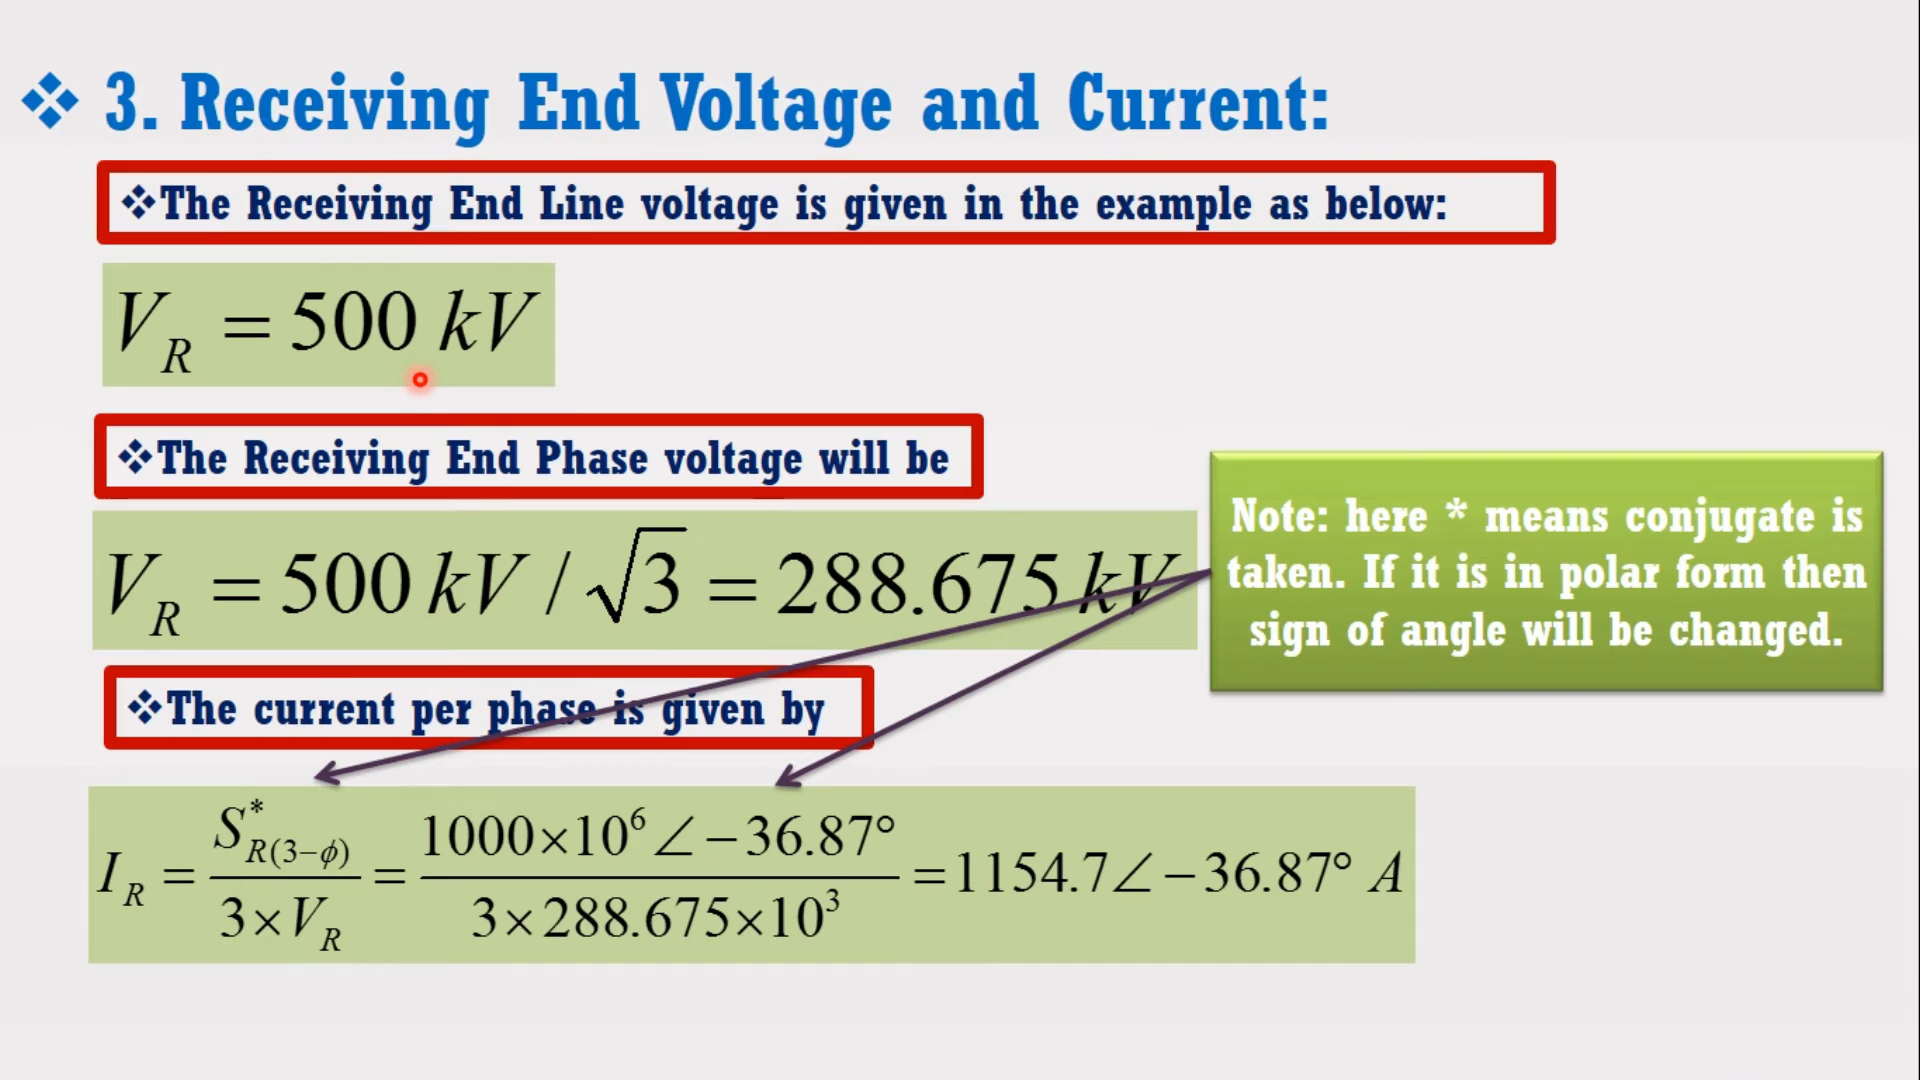 ❖ 3. Receiving End Voltage and Current:
❖The Receiving End Line voltage is given in the example as below:
V_R = 500 kV
❖The Receiving End Phase voltage will be
V_R = 500 kV / √3 = 288.675 kV
Note: here * means conjugate is
taken. If it is in polar form then
sign of angle will be changed.
❖The current per phase is given by
I_R = S*_R(3−ϕ) / 3×V_R = 1000×10⁶∠−36.87° / 3×288.675×10³ = 1154.7∠−36.87° A